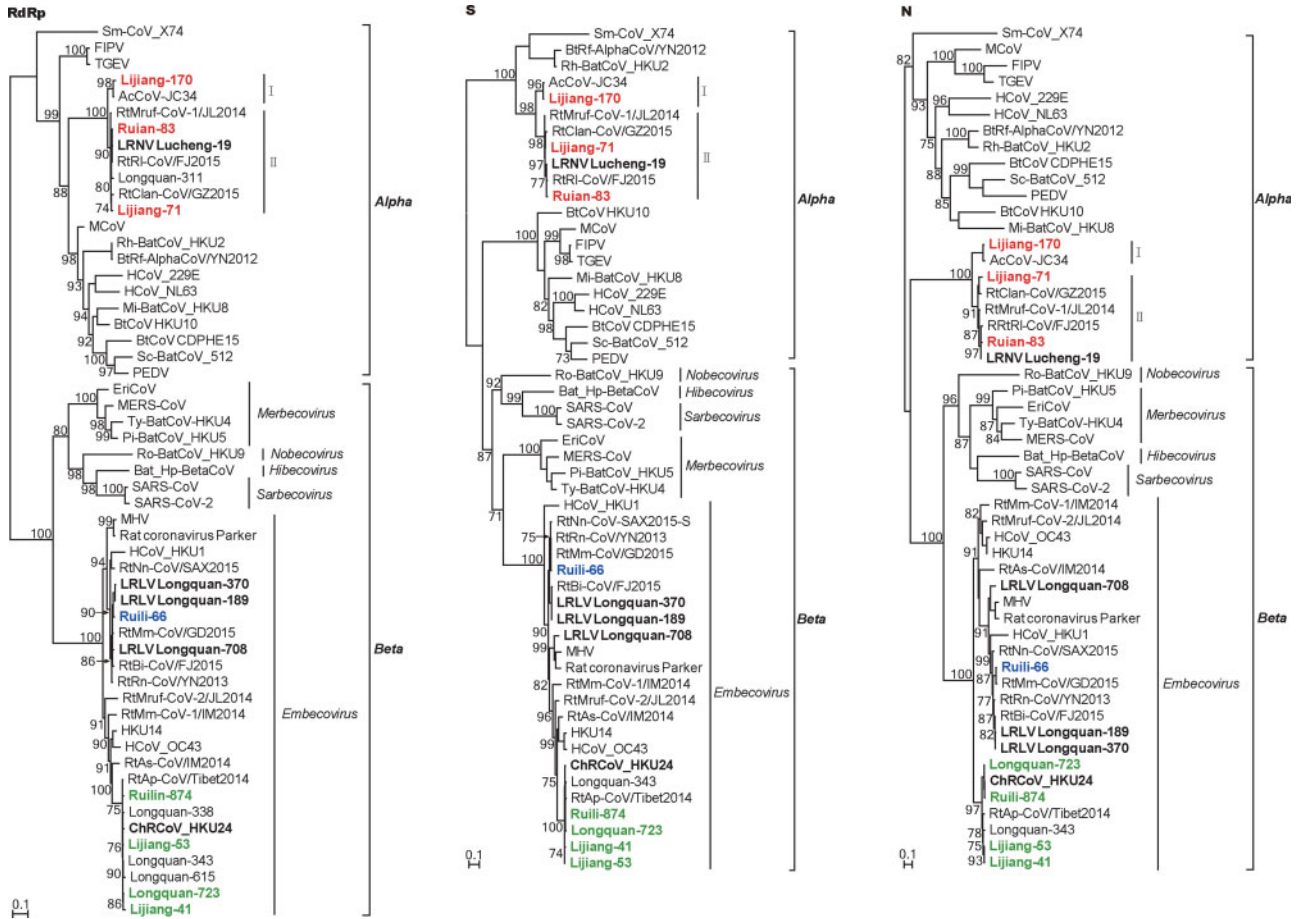 RdRp
Sm-CoV_X74
100
FIPV
TGEV
99
98
Lijiang-170
AcCoV-JC34
I
100
RtMruf-CoV-1/JL2014
Ruian-83
LRNV Lucheng-19
90
RtRl-CoV/FJ2015
II
Longquan-311
80
RtClan-CoV/GZ2015
88
74
Lijiang-71
Alpha
MCoV
98
Rh-BatCoV_HKU2
BtRf-AlphaCoV/YN2012
93
HCoV_229E
HCoV_NL63
94
Mi-BatCoV_HKU8
BtCoV HKU10
92
BtCoV CDPHE15
100
Sc-BatCoV_512
97
PEDV
EriCoV
100
MERS-CoV
Merbecovirus
98
Ty-BatCoV-HKU4
80
99
Pi-BatCoV_HKU5
Ro-BatCoV_HKU9
Nobecovirus
98
Bat_Hp-BetaCoV
Hibecovirus
98
100
SARS-CoV
Sarbecovirus
SARS-CoV-2
100
99
MHV
Rat coronavirus Parker
HCoV_HKU1
94
RtNn-CoV/SAX2015
LRLV Longquan-370
LRLV Longquan-189
90
Ruili-66
100
RtMm-CoV/GD2015
LRLV Longquan-708
Beta
86
RtBi-CoV/FJ2015
RtRn-CoV/YN2013
RtMruf-CoV-2/JL2014
Embecovirus
91
RtMm-CoV-1/IM2014
HKU14
90
HCoV_OC43
91
RtAs-CoV/IM2014
RtAp-CoV/Tibet2014
100
Ruilin-874
75
Longquan-338
ChRCoV_HKU24
76
Lijiang-53
Longquan-343
90
Longquan-615
Longquan-723
86
Lijiang-41
0.1
S
Sm-CoV_X74
BtRf-AlphaCoV/YN2012
100
Rh-BatCoV_HKU2
96
AcCoV-JC34
I
Lijiang-170
98
RtMruf-CoV-1/JL2014
RtClan-CoV/GZ2015
98
Lijiang-71
II
97
LRNV Lucheng-19
77
RtRl-CoV/FJ2015
Ruian-83
Alpha
BtCoV HKU10
100
99
MCoV
FIPV
98
TGEV
Mi-BatCoV_HKU8
82
100
HCoV_229E
HCoV_NL63
98
BtCoV CDPHE15
Sc-BatCoV_512
73
PEDV
Ro-BatCoV_HKU9
Nobecovirus
92
Bat_Hp-BetaCoV
Hibecovirus
99
100
SARS-CoV
Sarbecovirus
SARS-CoV-2
87
EriCoV
100
MERS-CoV
Merbecovirus
Pi-BatCoV_HKU5
Ty-BatCoV-HKU4
71
HCoV_HKU1
RtNn-CoV-SAX2015-S
75
RtRn-CoV/YN2013
100
RtMm-CoV/GD2015
Ruili-66
RtBi-CoV/FJ2015
LRLV Longquan-370
LRLV Longquan-189
Beta
90
LRLV Longquan-708
99
MHV
Rat coronavirus Parker
82
RtMm-CoV-1/IM2014
Embecovirus
RtMruf-CoV-2/JL2014
96
RtAs-CoV/IM2014
HKU14
99
HCoV_OC43
ChRCoV_HKU24
75
Longquan-343
RtAp-CoV/Tibet2014
Ruili-874
100
Longquan-723
Lijiang-41
74
Lijiang-53
0.1
N
Sm-CoV_X74
82
MCoV
100
FIPV
TGEV
93
96
HCoV_229E
HCoV_NL63
100
BtRf-AlphaCoV/YN2012
75
Rh-BatCoV_HKU2
99
BtCoV CDPHE15
88
Sc-BatCoV_512
PEDV
85
BtCoV HKU10
Alpha
Mi-BatCoV_HKU8
Lijiang-170
I
AcCoV-JC34
100
Lijiang-71
RtClan-CoV/GZ2015
91
RtMruf-CoV-1/JL2014
II
87
RRtRl-CoV/FJ2015
Ruian-83
97
LRNV Lucheng-19
Ro-BatCoV_HKU9
Nobecovirus
96
Pi-BatCoV_HKU5
99
EriCoV
Merbecovirus
87
Ty-BatCoV-HKU4
87
84
MERS-CoV
Bat_Hp-BetaCoV
Hibecovirus
100
SARS-CoV
Sarbecovirus
SARS-CoV-2
RtMm-CoV-1/IM2014
82
RtMruf-CoV-2/JL2014
HCoV_OC43
91
HKU14
RtAs-CoV/IM2014
LRLV Longquan-708
MHV
Rat coronavirus Parker
91
HCoV_HKU1
Beta
RtNn-CoV/SAX2015
99
Ruili-66
100
87
RtMm-CoV/GD2015
Embecovirus
77
RtRn-CoV/YN2013
87
RtBi-CoV/FJ2015
82
LRLV Longquan-189
LRLV Longquan-370
Longquan-723
ChRCoV_HKU24
Ruili-874
97
RtAp-CoV/Tibet2014
78
Longquan-343
75
Lijiang-53
93
Lijiang-41
0.1